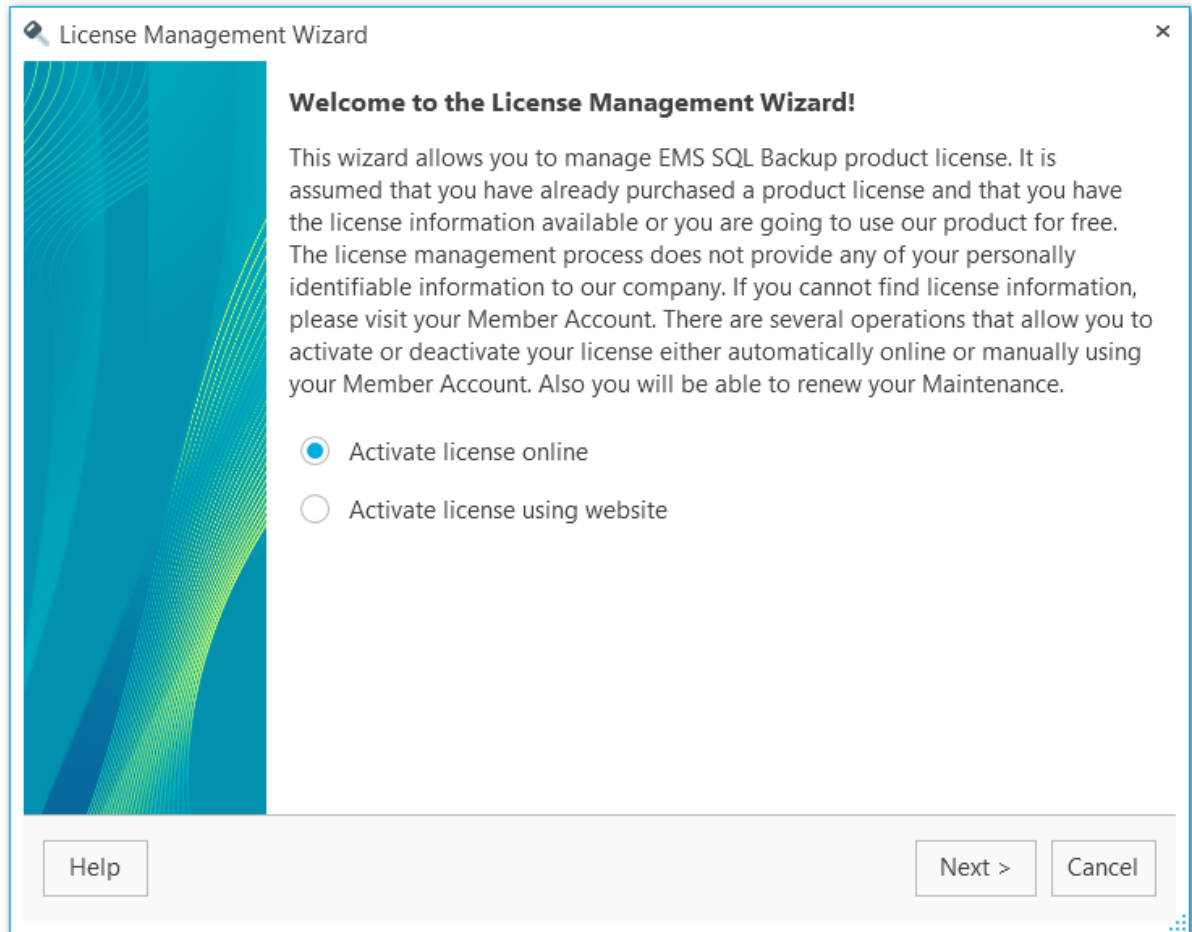 License Management Wizard
Welcome to the License Management Wizard!
This wizard allows you to manage EMS SQL Backup product license. It is
assumed that you have already purchased a product license and that you have
the license information available or you are going to use our product for free.
The license management process does not provide any of your personally
identifiable information to our company. If you cannot find license information,
please visit your Member Account. There are several operations that allow you to
activate or deactivate your license either automatically online or manually using
your Member Account. Also you will be able to renew your Maintenance.
Activate license online
Activate license using website
Help
Next >
Cancel